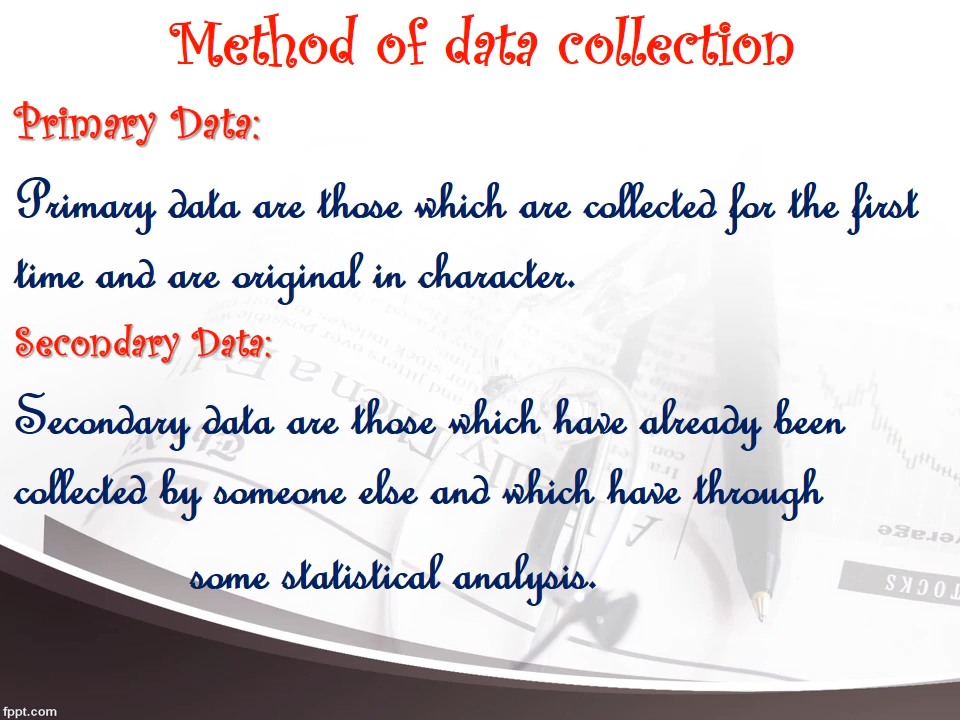 Method of data collection
Primary Data:
Primary data are those which are collected for the first
time and are original in character.
Secondary Data:
Secondary data are those which have already been
collected by someone else and which have through
some statistical analysis.
erage
TOCKS
fppt.com